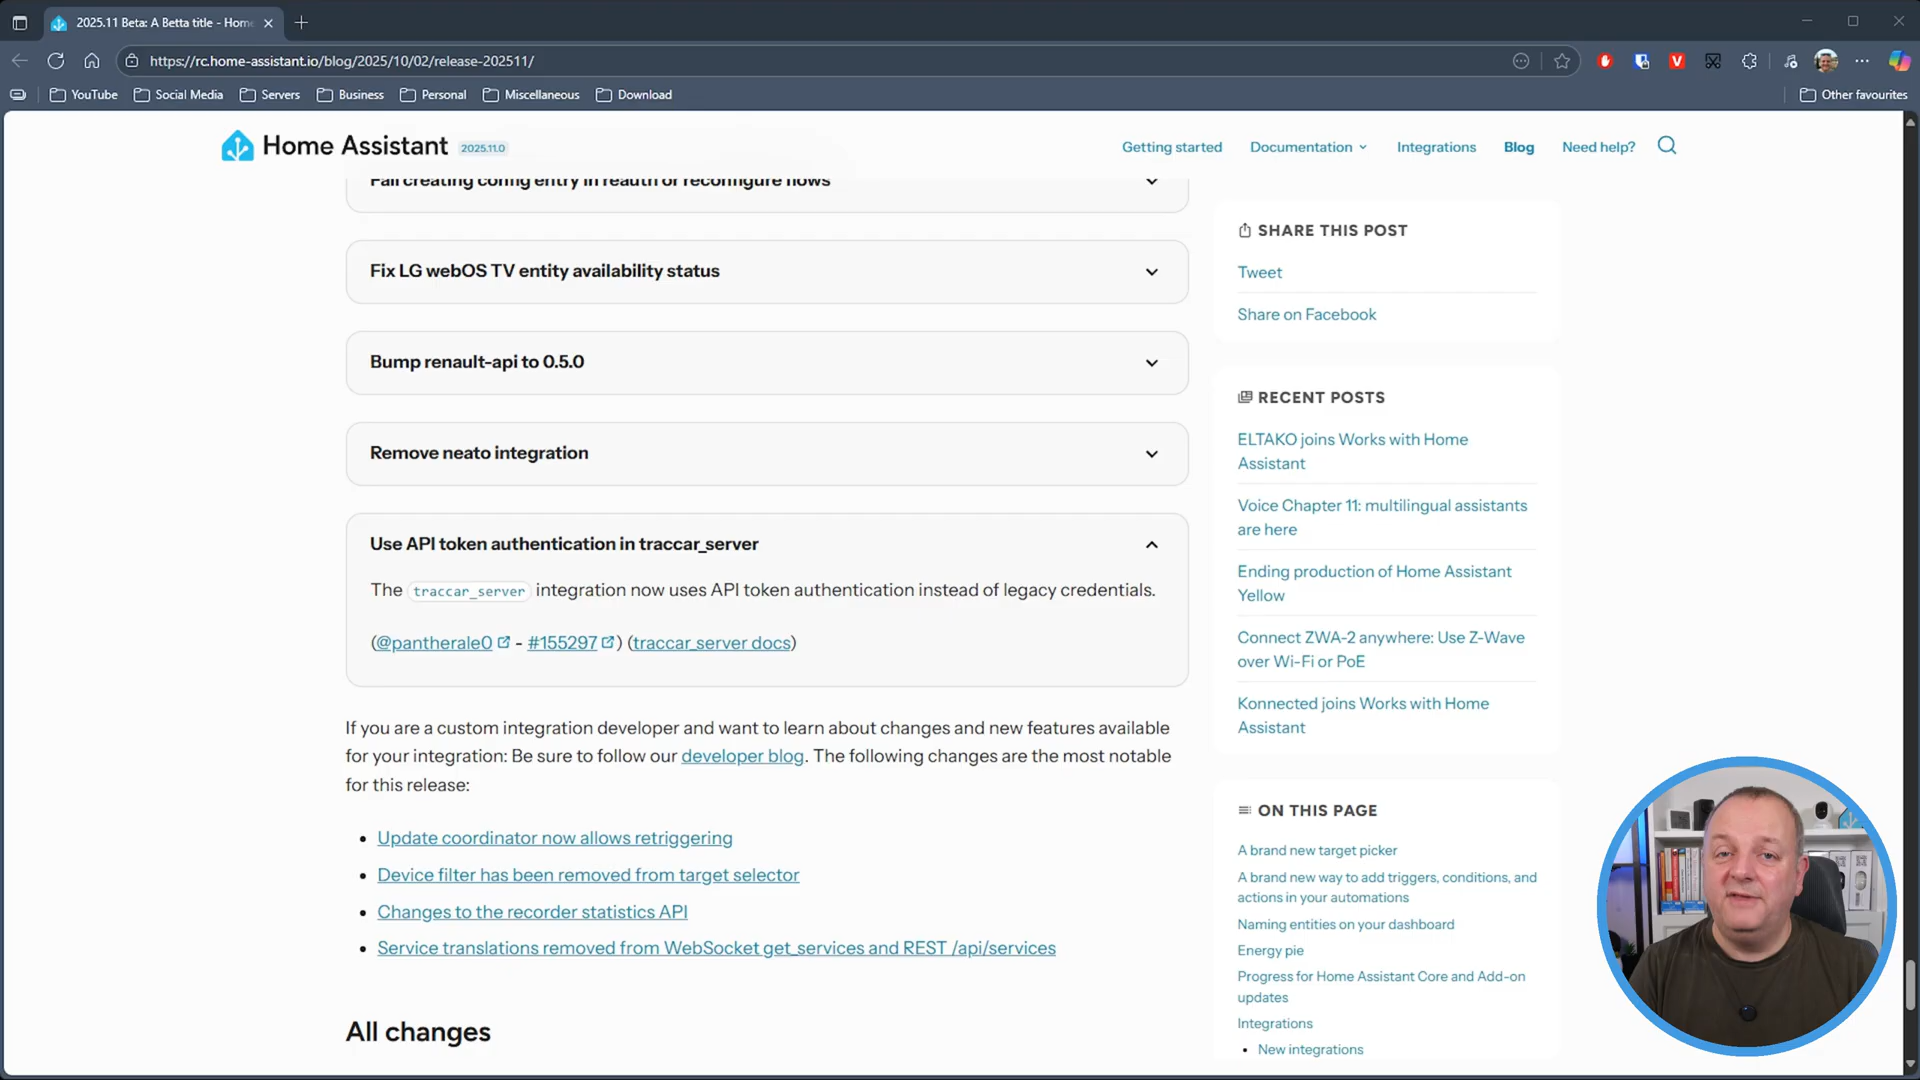 2025.11 Beta: A Betta title - Home
https://rc.home-assistant.io/blog/2025/10/02/release-202511/
YouTube
Social Media
Servers
Business
Personal
Miscellaneous
Download
Other favourites
Home Assistant 2025.11.0
Getting started
Documentation
Integrations
Blog
Need help?
Fail creating config entry in reauth or reconfigure flows
Fix LG webOS TV entity availability status
Bump renault-api to 0.5.0
Remove neato integration
Use API token authentication in traccar_server
The traccar_server integration now uses API token authentication instead of legacy credentials.
(@pantherale0 - #155297) (traccar_server docs)
If you are a custom integration developer and want to learn about changes and new features available
for your integration: Be sure to follow our developer blog. The following changes are the most notable
for this release:
Update coordinator now allows retriggering
Device filter has been removed from target selector
Changes to the recorder statistics API
Service translations removed from WebSocket get_services and REST /api/services
All changes
SHARE THIS POST
Tweet
Share on Facebook
RECENT POSTS
ELTAKO joins Works with Home
Assistant
Voice Chapter 11: multilingual assistants
are here
Ending production of Home Assistant
Yellow
Connect ZWA-2 anywhere: Use Z-Wave
over Wi-Fi or PoE
Konnected joins Works with Home
Assistant
ON THIS PAGE
A brand new target picker
A brand new way to add triggers, conditions, and
actions in your automations
Naming entities on your dashboard
Energy pie
Progress for Home Assistant Core and Add-on
updates
Integrations
New integrations